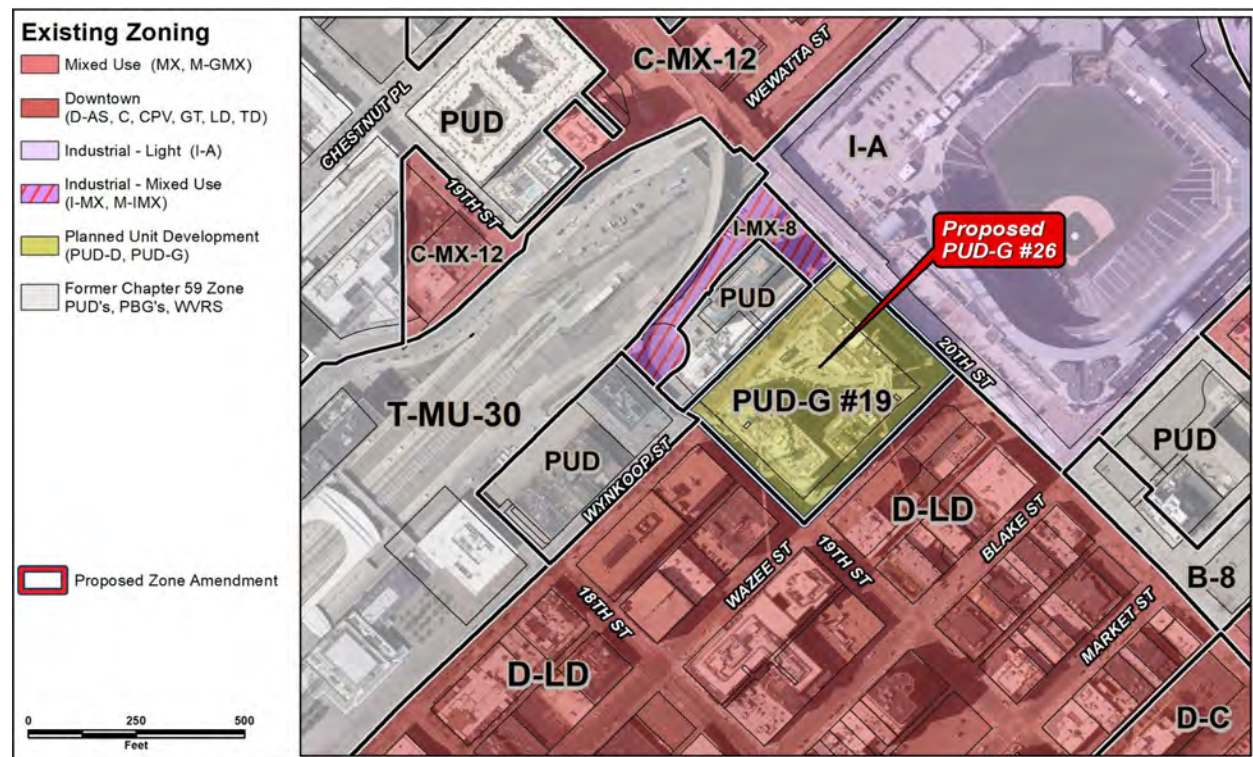 Existing Zoning
Mixed Use (MX, M-GMX)
Downtown
(D-AS, C, CPV, GT, LD, TD)
Industrial - Light (I-A)
Industrial - Mixed Use
(I-MX, M-IMX)
Planned Unit Development
(PUD-D, PUD-G)
Former Chapter 59 Zone
PUD's, PBG's, WVRS
Proposed Zone Amendment
0 250 500
Feet
C-MX-12
WEWATTA ST
CHESTNUT PL
PUD
I-A
19TH ST
C-MX-12
I-MX-8
Proposed
PUD-G #26
PUD
20TH ST
PUD-G #19
T-MU-30
PUD
WYNKOOP ST
PUD
D-LD
BLAKE ST
WAZEE ST
19TH ST
B-8
18TH ST
MARKET ST
D-LD
D-C